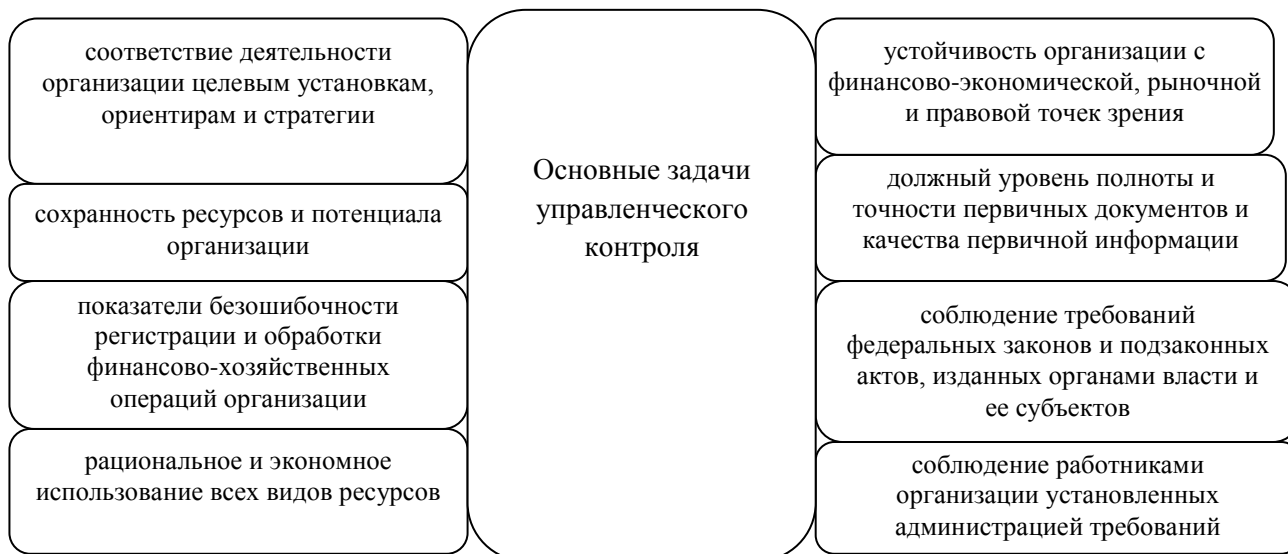 соответствие деятельности
организации целевым установкам,
ориентирам и стратегии
сохранность ресурсов и потенциала
организации
показатели безошибочности
регистрации и обработки
финансово-хозяйственных
операций организации
рациональное и экономное
использование всех видов ресурсов
Основные задачи
управленческого
контроля
устойчивость организации с
финансово-экономической, рыночной
и правовой точек зрения
должный уровень полноты и
точности первичных документов и
качества первичной информации
соблюдение требований
федеральных законов и подзаконных
актов, изданных органами власти и
ее субъектов
соблюдение работниками
организации установленных
администрацией требований